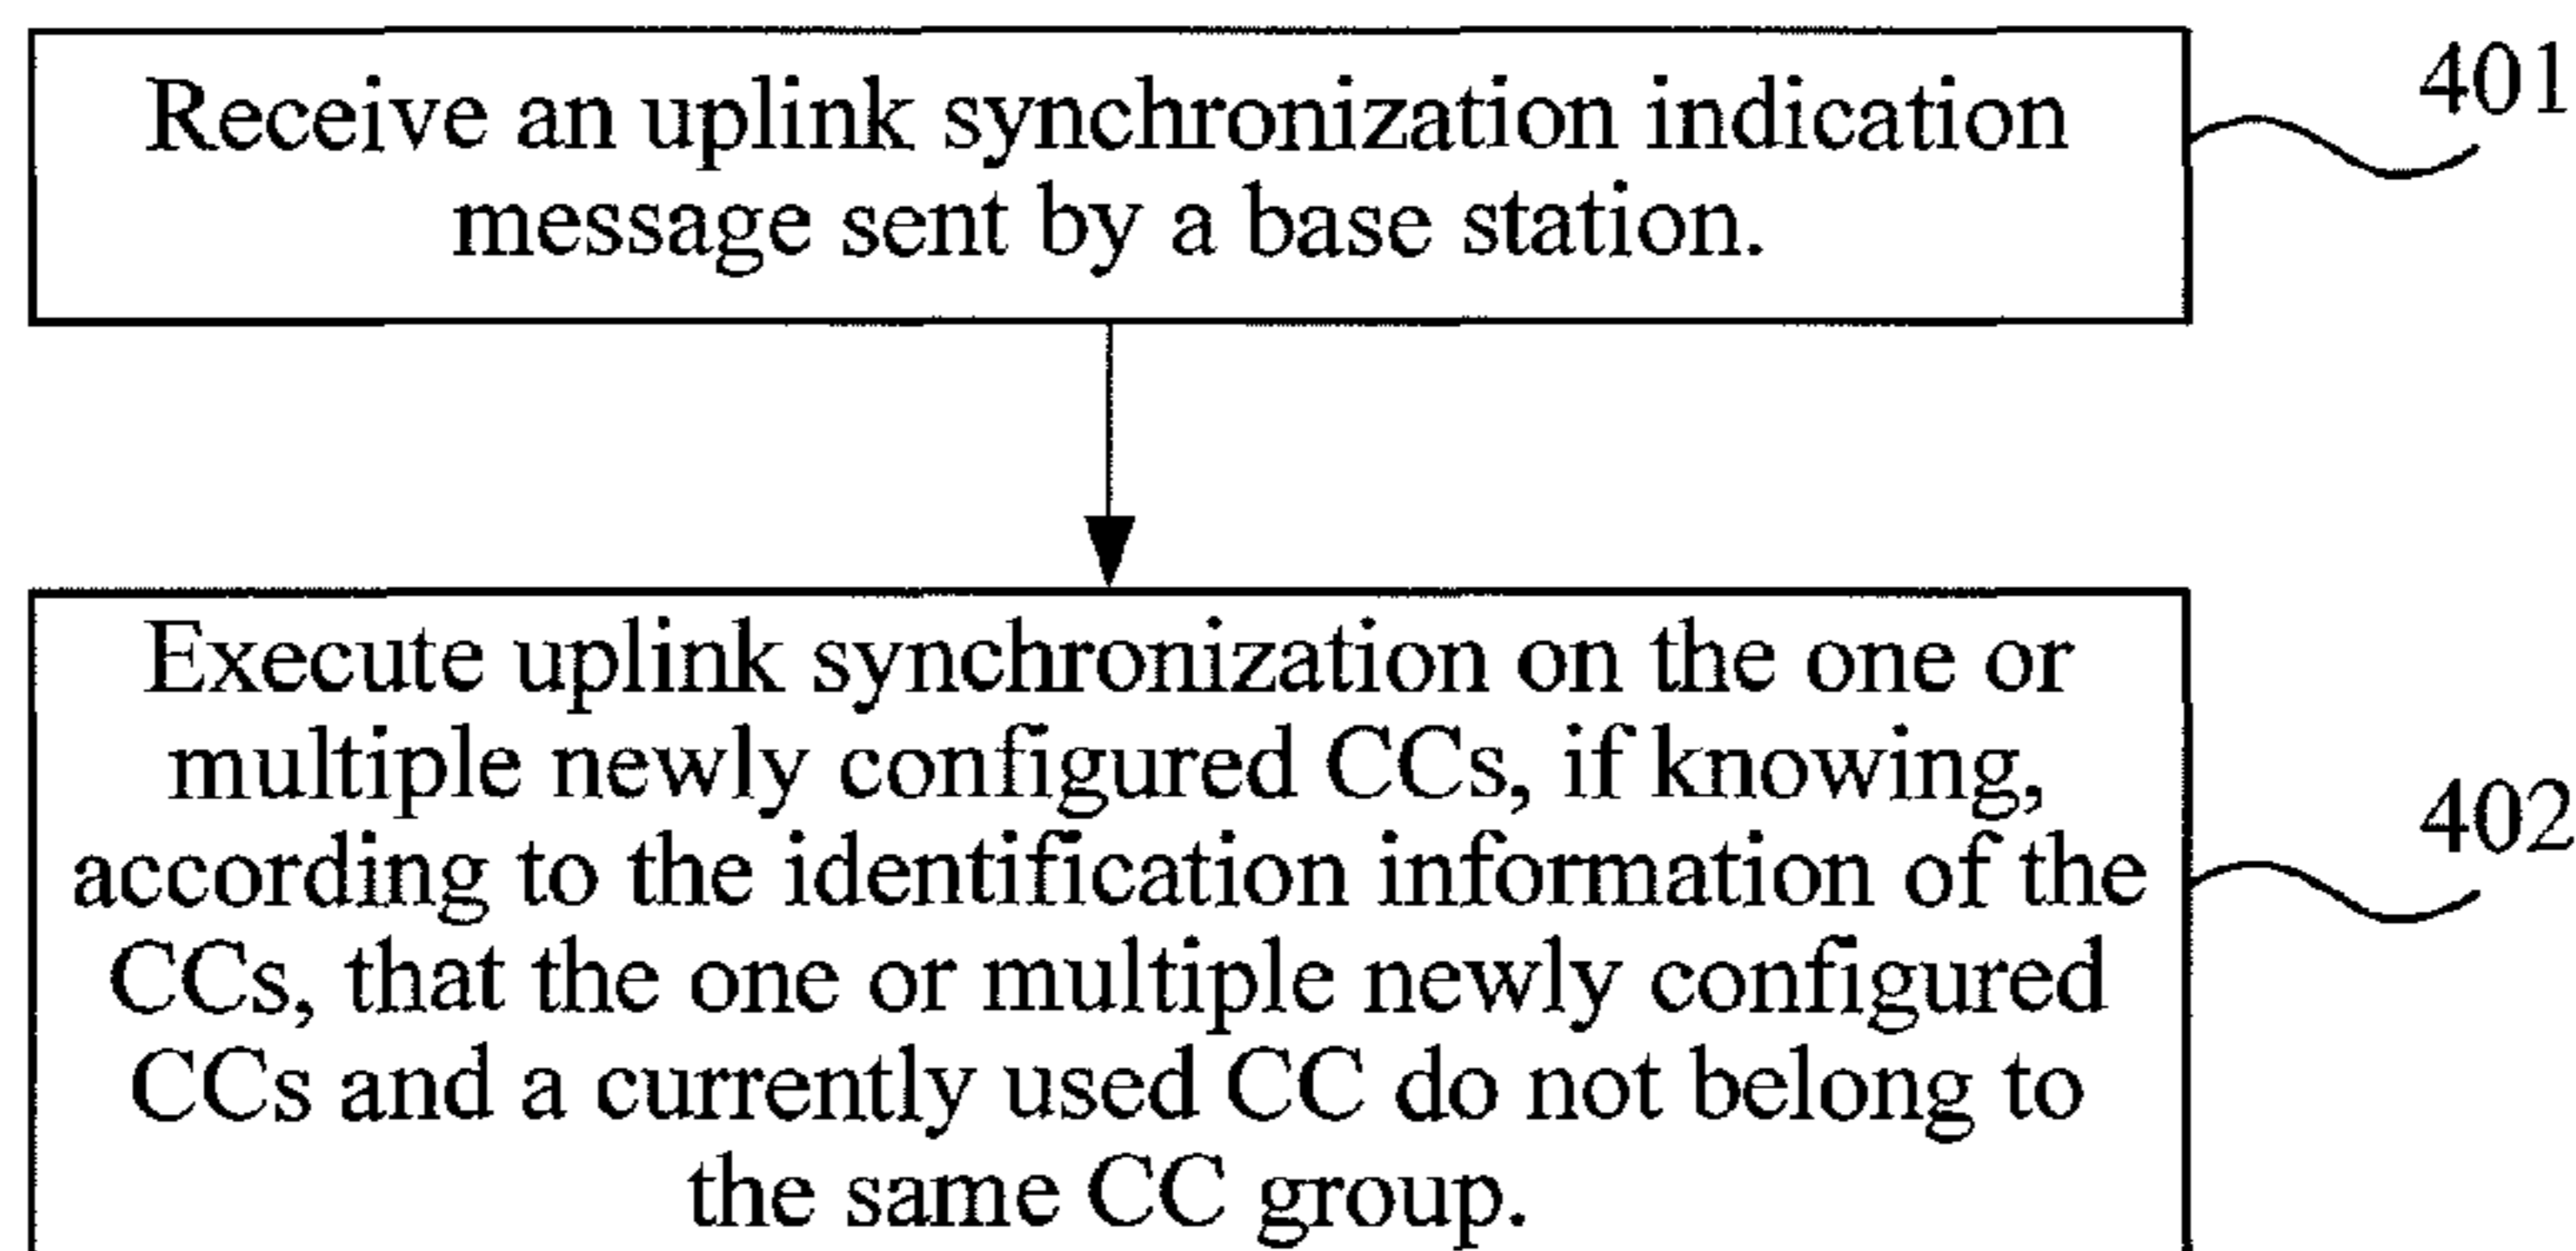 Receive an uplink synchronization indication
message sent by a base station.
401
Execute uplink synchronization on the one or
multiple newly configured CCs, if knowing,
according to the identification information of the
CCs, that the one or multiple newly configured
CCs and a currently used CC do not belong to
the same CC group.
402